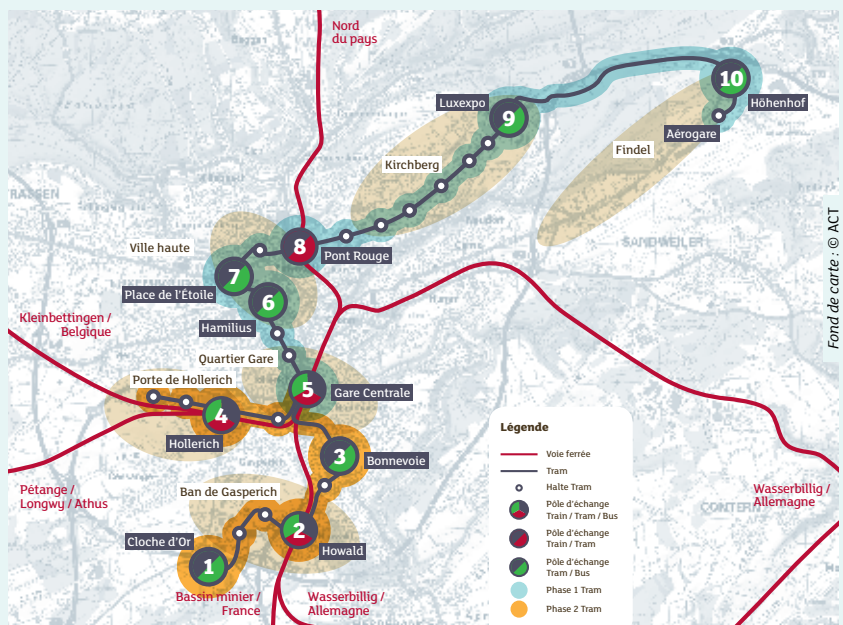 Nord
du pays
10
Luxexpo
Höhenhof
9
Aérogare
Findel
Kirchberg
Ville haute
8
Pont Rouge
SANDWEILER
7
Place de l'Étoile
6
Kleinbettingen /
Belgique
Hamilius
Quartier Gare
Porte de Hollerich
5
Gare Centrale
4
Hollerich
3
Bonnevoie
Pétange /
Longwy / Athus
Ban de Gasperich
2
Howald
Cloche d'Or
1
Bassin minier /
France
Wasserbillig /
Allemagne
Wasserbillig /
Allemagne
Légende
Voie ferrée
Tram
Halte Tram
Pôle d'échange
Train / Tram / Bus
Pôle d'échange
Train / Tram
Pôle d'échange
Tram / Bus
Phase 1 Tram
Phase 2 Tram
Fond de carte : © ACT